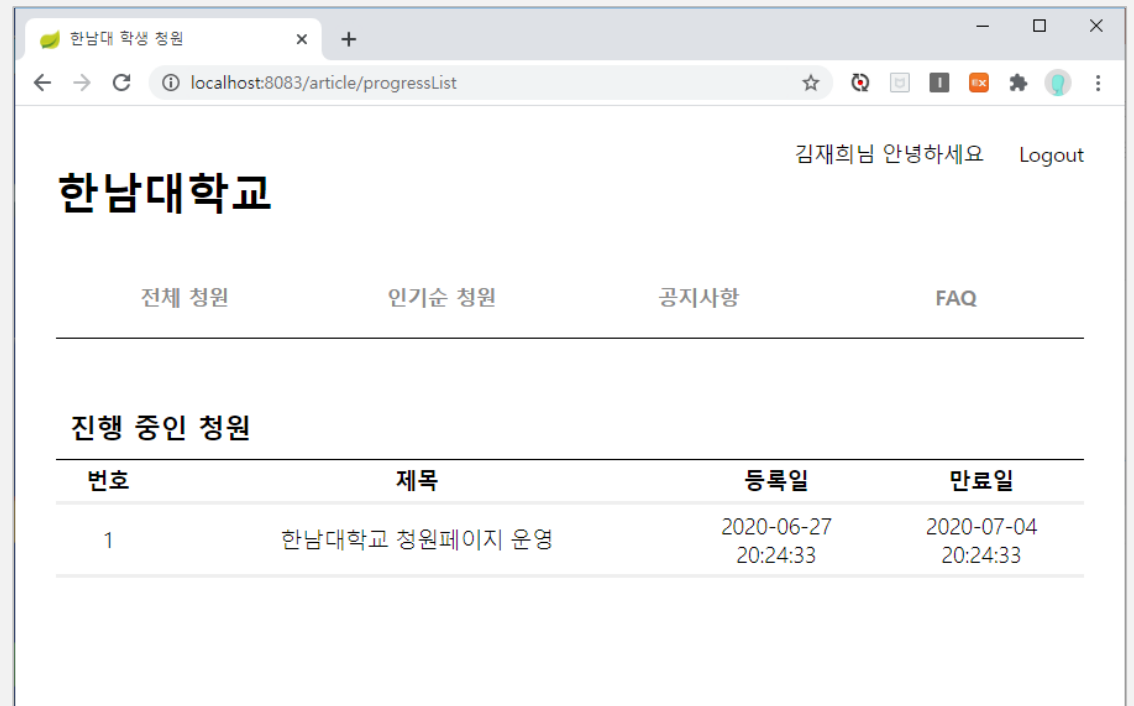 한남대 학생 청원
localhost:8083/article/progressList
김재희님 안녕하세요 Logout
한남대학교
전체 청원 인기순 청원 공지사항 FAQ
진행 중인 청원
번호 제목 등록일 만료일
1 한남대학교 청원페이지 운영 2020-06-27 20:24:33 2020-07-04 20:24:33